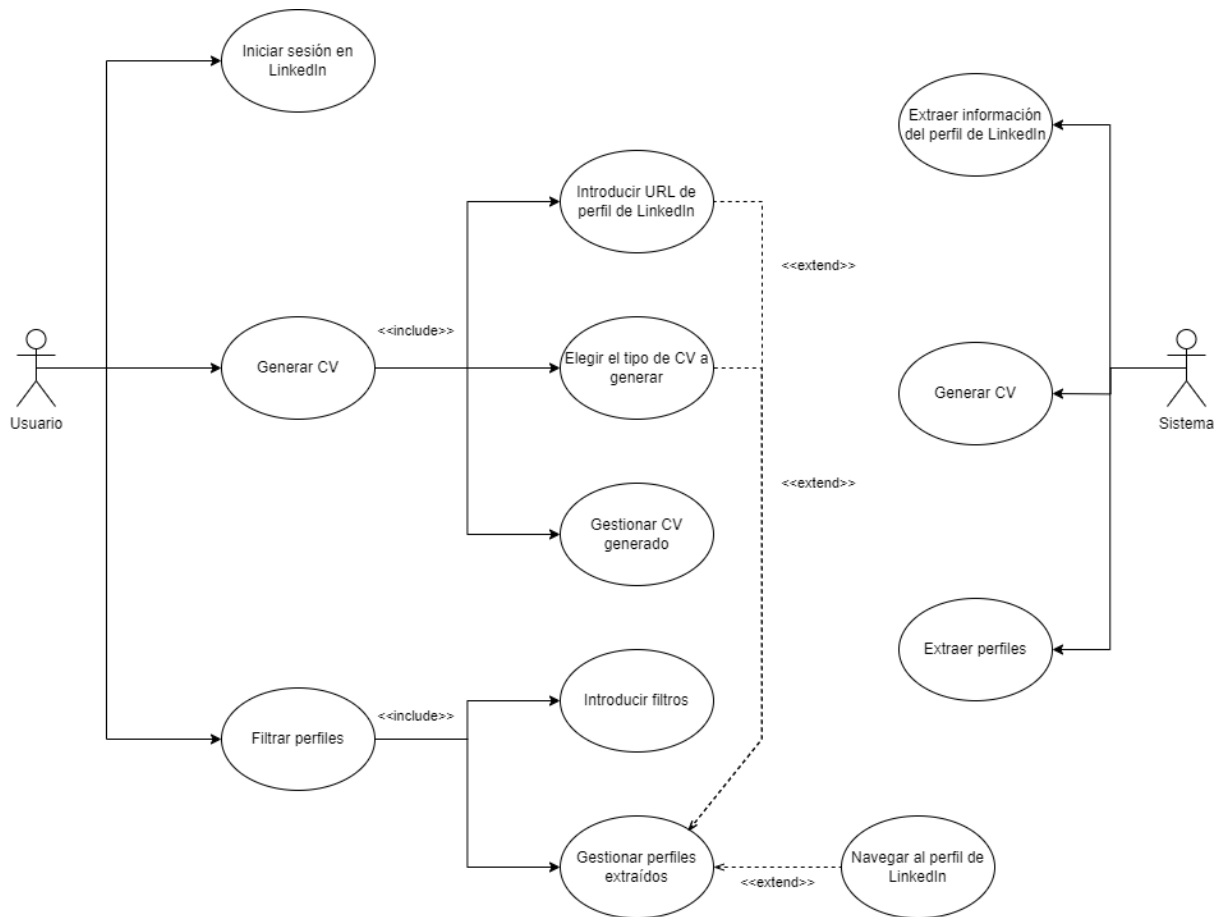 Iniciar sesión en
LinkedIn
Extraer información
del perfil de LinkedIn
Introducir URL de
perfil de LinkedIn
<<extend>>
<<include>>
Generar CV
Elegir el tipo de CV a
generar
Generar CV
Usuario
Sistema
<<extend>>
Gestionar CV
generado
Extraer perfiles
Introducir filtros
<<include>>
Filtrar perfiles
Gestionar perfiles
extraídos
Navegar al perfil de
LinkedIn
<<extend>>